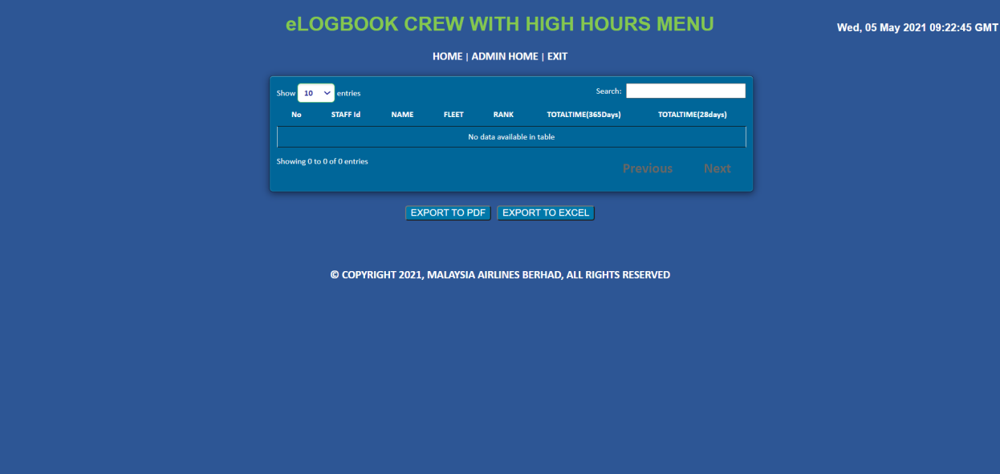 eLOGBOOK CREW WITH HIGH HOURS MENU
Wed, 05 May 2021 09:22:45 GMT
HOME | ADMIN HOME | EXIT
Show 10 entries Search:
No STAFF Id NAME FLEET RANK TOTALTIME(365Days) TOTALTIME(28days)
No data available in table
Showing 0 to 0 of 0 entries
Previous Next
EXPORT TO PDF EXPORT TO EXCEL
© COPYRIGHT 2021, MALAYSIA AIRLINES BERHAD, ALL RIGHTS RESERVED